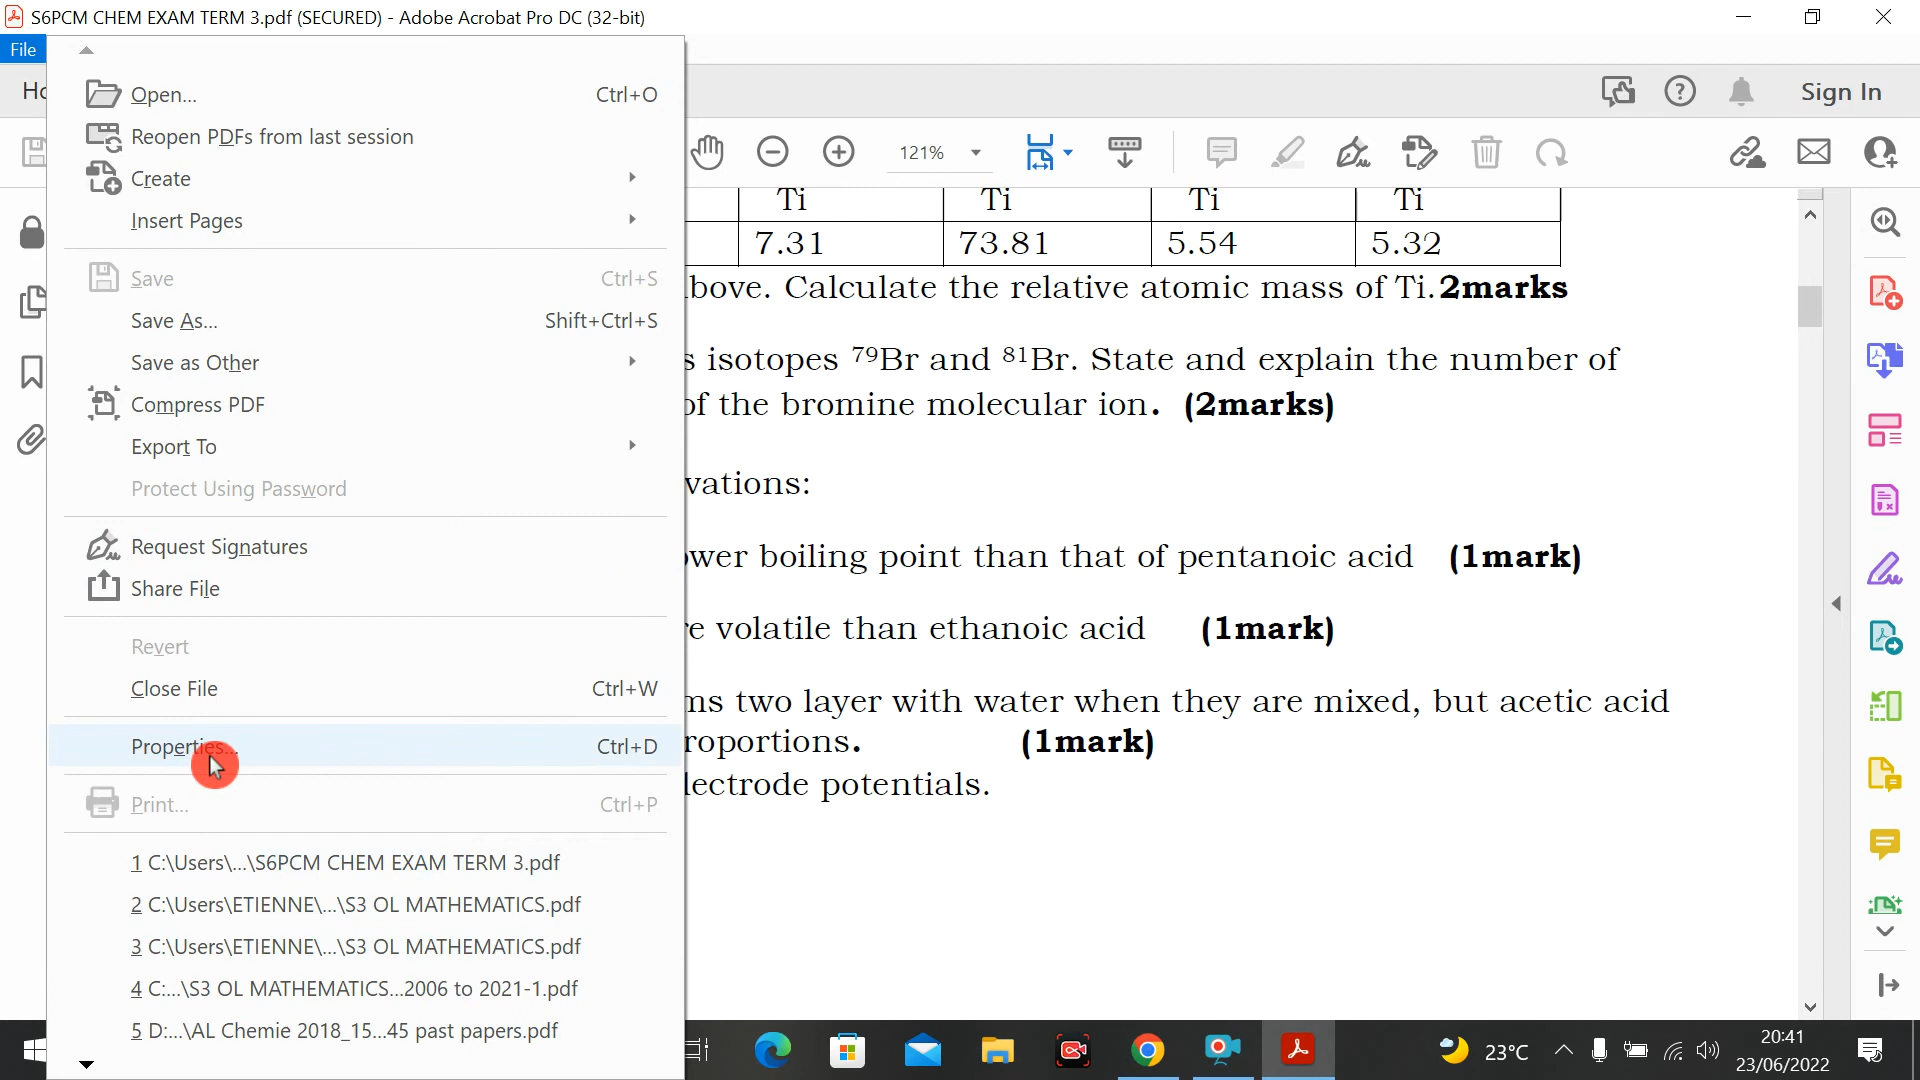 S6PCM CHEM EXAM TERM 3.pdf (SECURED) - Adobe Acrobat Pro DC (32-bit)
File
Ho
Sign In
Open... Ctrl+O
Reopen PDFs from last session
Create
Insert Pages
Save Ctrl+S
Save As... Shift+Ctrl+S
Save as Other
Compress PDF
Export To
Protect Using Password
Request Signatures
Share File
Revert
Close File Ctrl+W
Properties... Ctrl+D
Print... Ctrl+P
1 C:\Users\...\S6PCM CHEM EXAM TERM 3.pdf
2 C:\Users\ETIENNE\...\S3 OL MATHEMATICS.pdf
3 C:\Users\ETIENNE\...\S3 OL MATHEMATICS.pdf
4 C:...\S3 OL MATHEMATICS...2006 to 2021-1.pdf
5 D:...\AL Chemie 2018_15...45 past papers.pdf
121%
Ti Ti Ti Ti
7.31 73.81 5.54 5.32
bove. Calculate the relative atomic mass of Ti.2marks
s isotopes ⁷⁹Br and ⁸¹Br. State and explain the number of
of the bromine molecular ion. (2marks)
vations:
ower boiling point than that of pentanoic acid (1mark)
re volatile than ethanoic acid (1mark)
ms two layer with water when they are mixed, but acetic acid
roportions. (1mark)
lectrode potentials.
23°C
20:41
23/06/2022